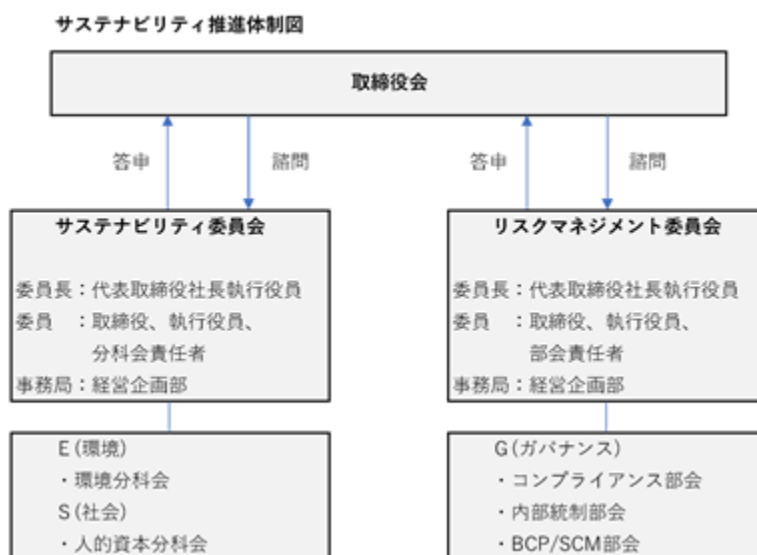 サステナビリティ推進体制図
取締役会
答申
諮問
答申
諮問
サステナビリティ委員会
委員長：代表取締役社長執行役員
委員　：取締役、執行役員、
分科会責任者
事務局：経営企画部
リスクマネジメント委員会
委員長：代表取締役社長執行役員
委員　：取締役、執行役員、
部会責任者
事務局：経営企画部
E(環境)
・環境分科会
S(社会)
・人的資本分科会
G(ガバナンス)
・コンプライアンス部会
・内部統制部会
・BCP/SCM部会